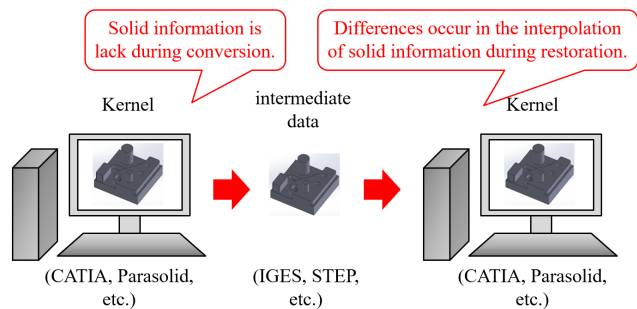 Solid information is
lack during conversion.
Differences occur in the interpolation
of solid information during restoration.
Kernel
intermediate
data
Kernel
(CATIA, Parasolid,
etc.)
(IGES, STEP,
etc.)
(CATIA, Parasolid,
etc.)